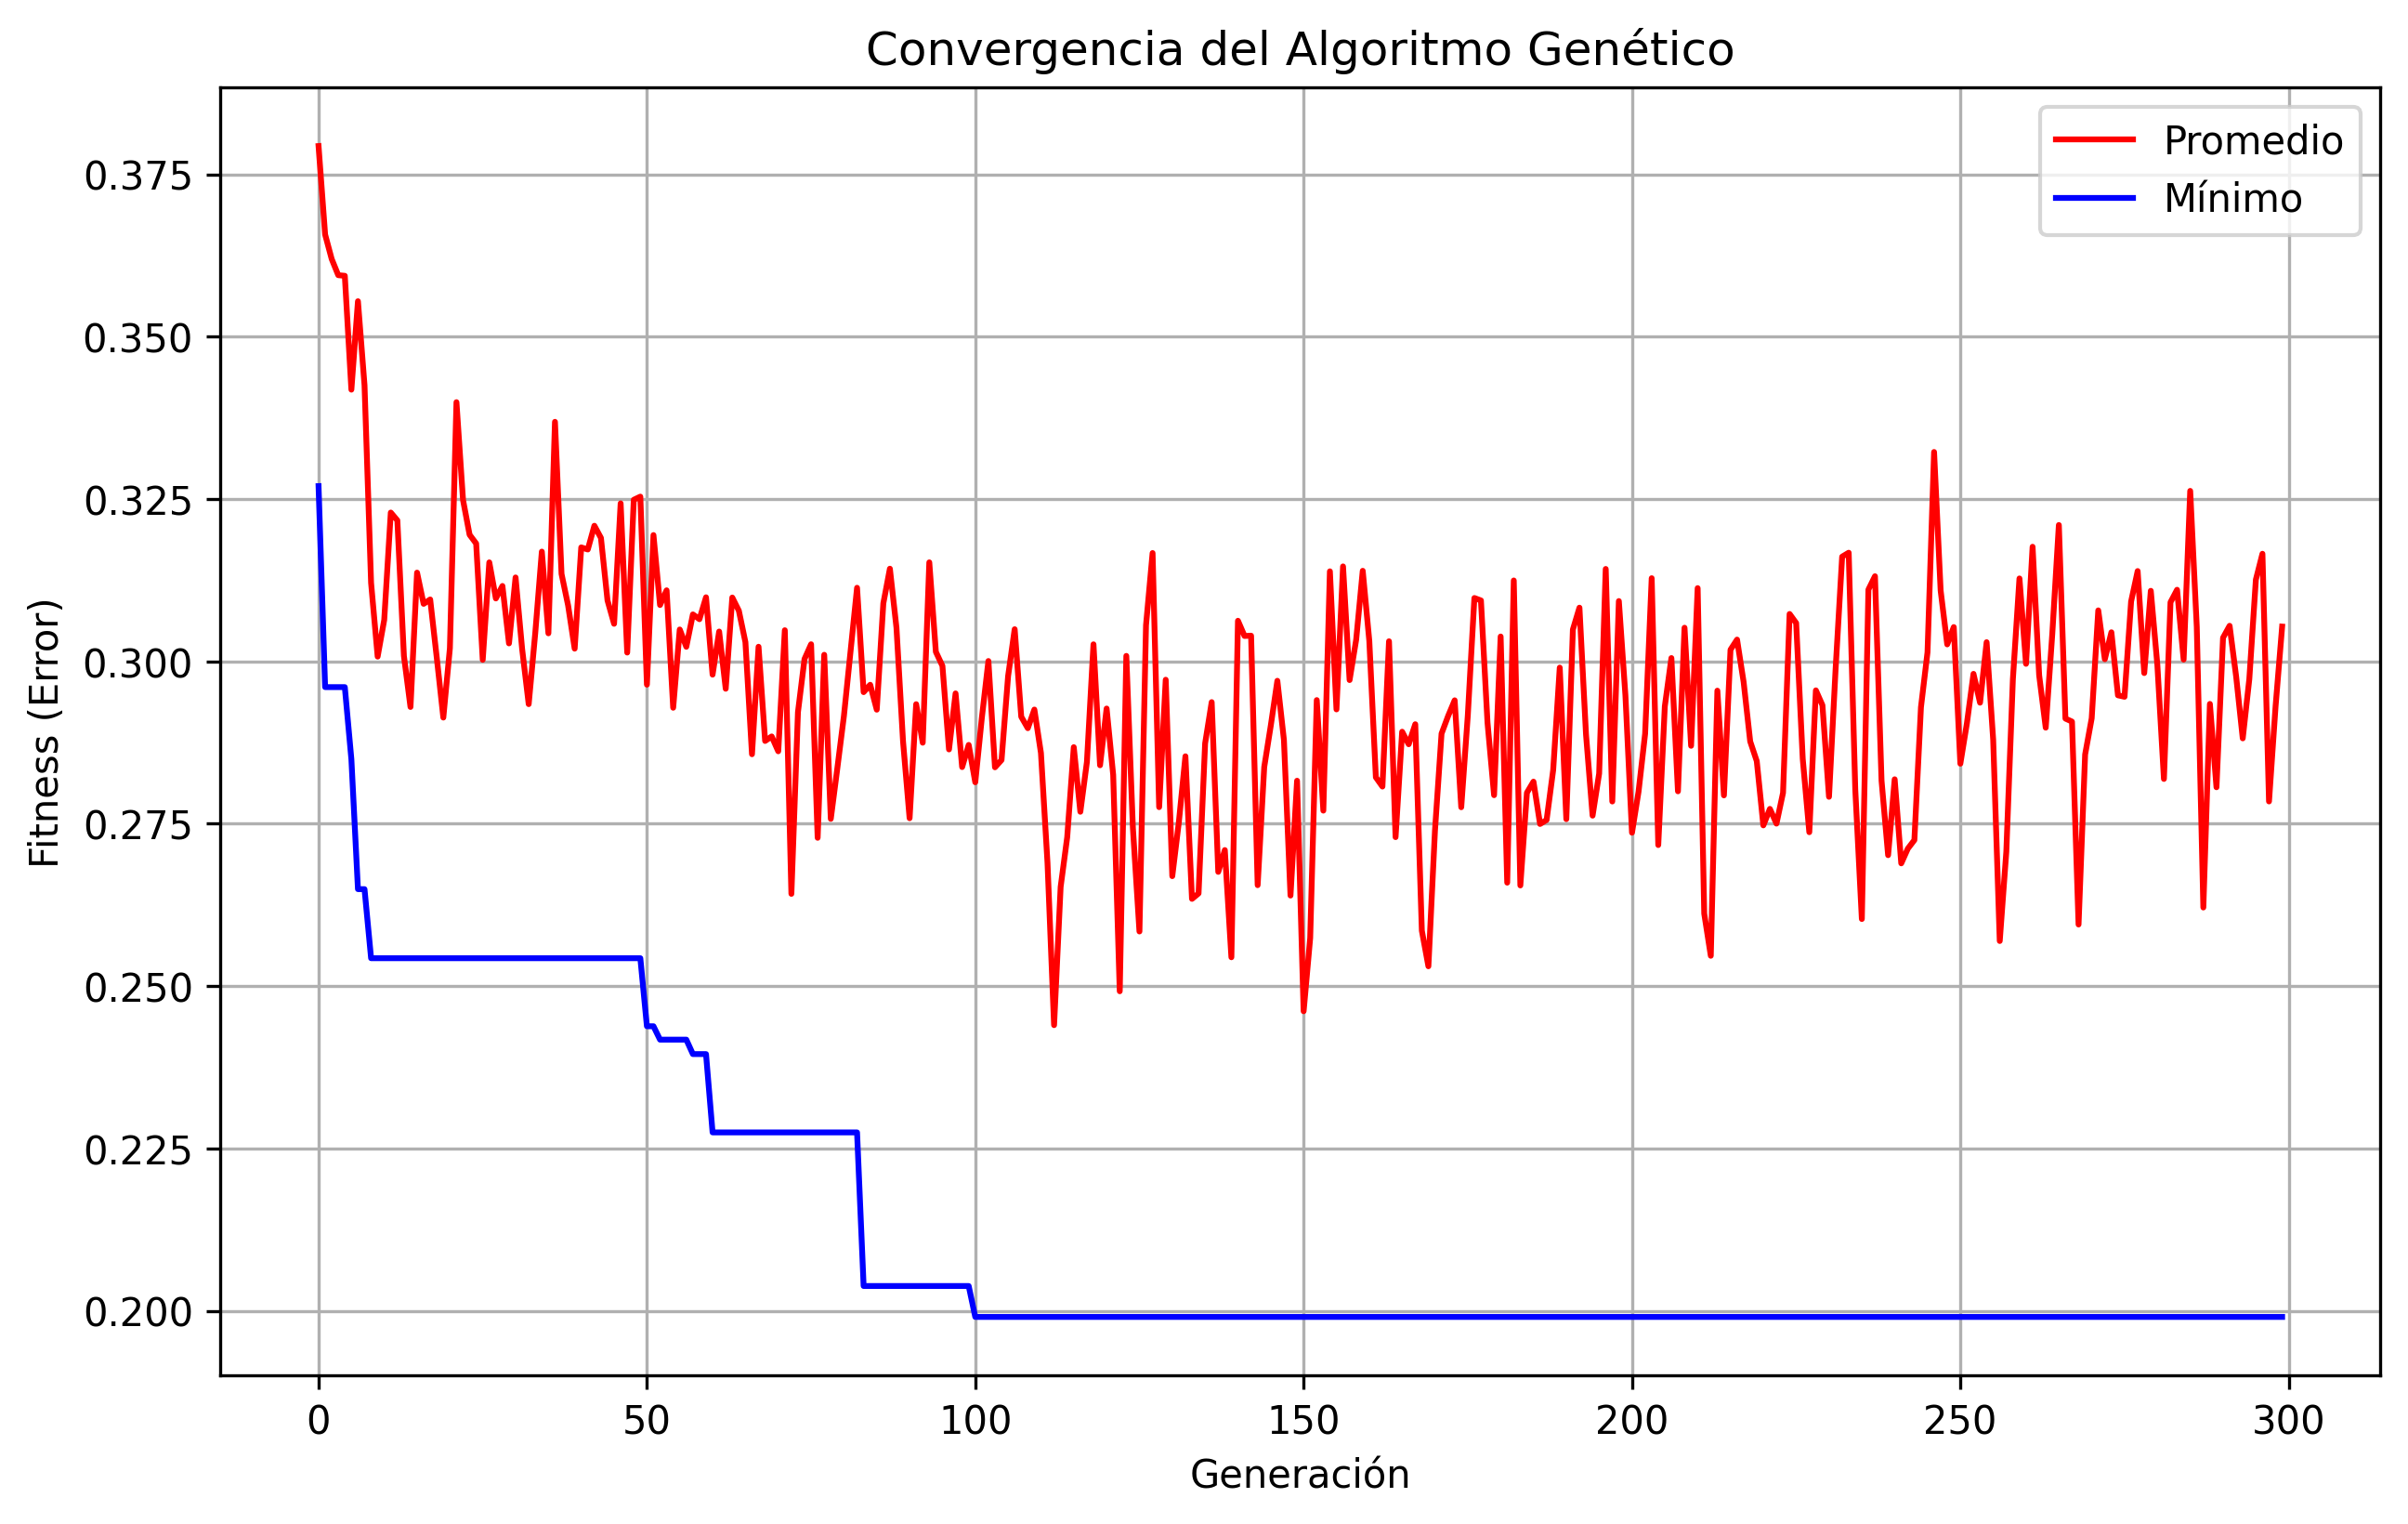 Convergencia del Algoritmo Genético
Promedio
Mínimo
Fitness (Error)
0.375
0.350
0.325
0.300
0.275
0.250
0.225
0.200
0 50 100 150 200 250 300
Generación